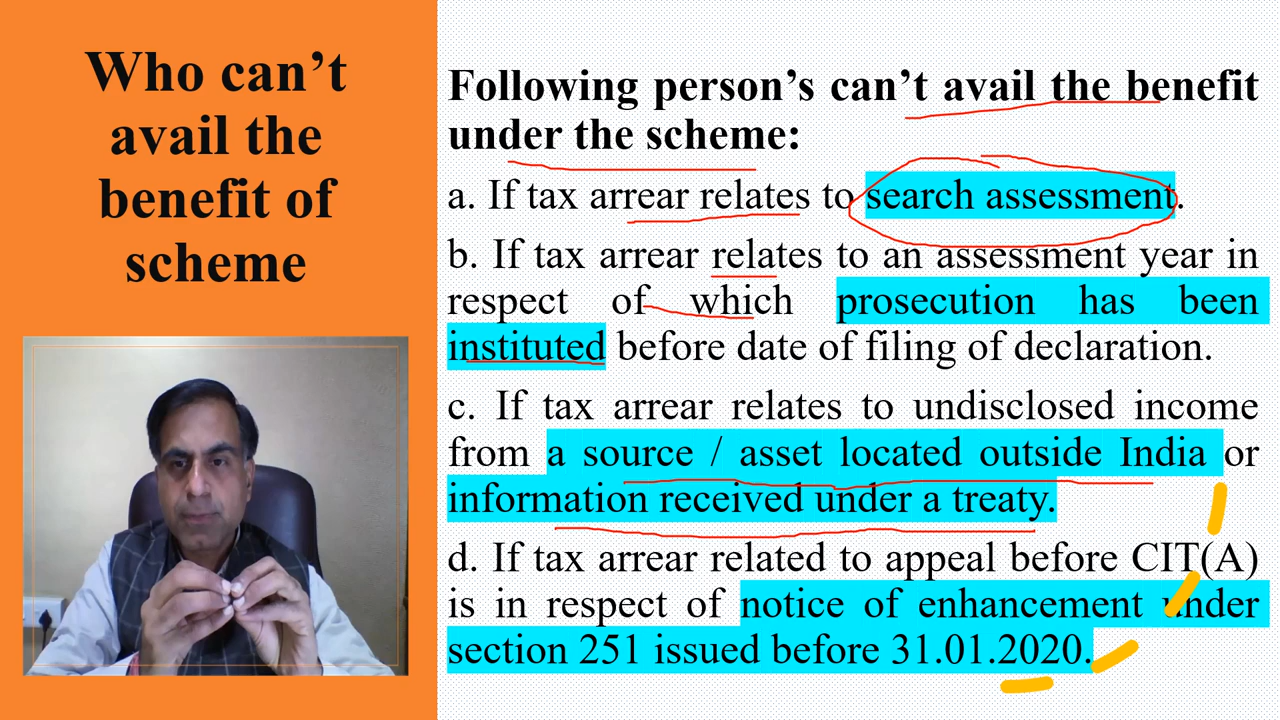 Who can’t
avail the
benefit of
scheme
Following person’s can’t avail the benefit
under the scheme:
a. If tax arrear relates to search assessment.
b. If tax arrear relates to an assessment year in
respect of which prosecution has been
instituted before date of filing of declaration.
c. If tax arrear relates to undisclosed income
from a source / asset located outside India or
information received under a treaty.
d. If tax arrear related to appeal before CIT(A)
is in respect of notice of enhancement under
section 251 issued before 31.01.2020.